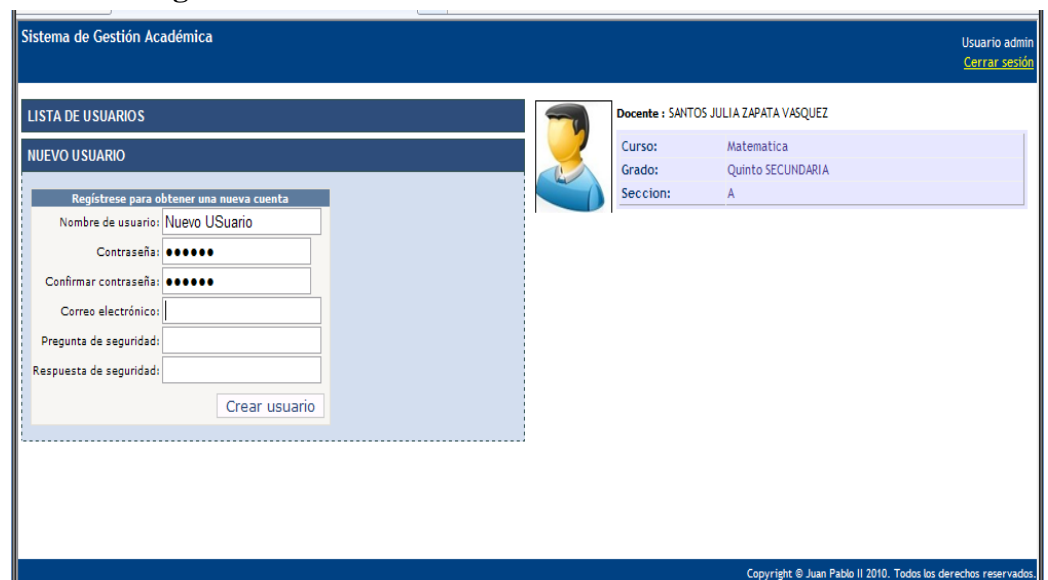 Sistema de Gestión Académica
Usuario admin
Cerrar sesión
LISTA DE USUARIOS
NUEVO USUARIO
Regístrese para obtener una nueva cuenta
Nombre de usuario: Nuevo USuario
Contraseña: ●●●●●●
Confirmar contraseña: ●●●●●●
Correo electrónico:
Pregunta de seguridad:
Respuesta de seguridad:
Crear usuario
Docente : SANTOS JULIA ZAPATA VASQUEZ
Curso: Matematica
Grado: Quinto SECUNDARIA
Seccion: A
Copyright © Juan Pablo II 2010. Todos los derechos reservados.